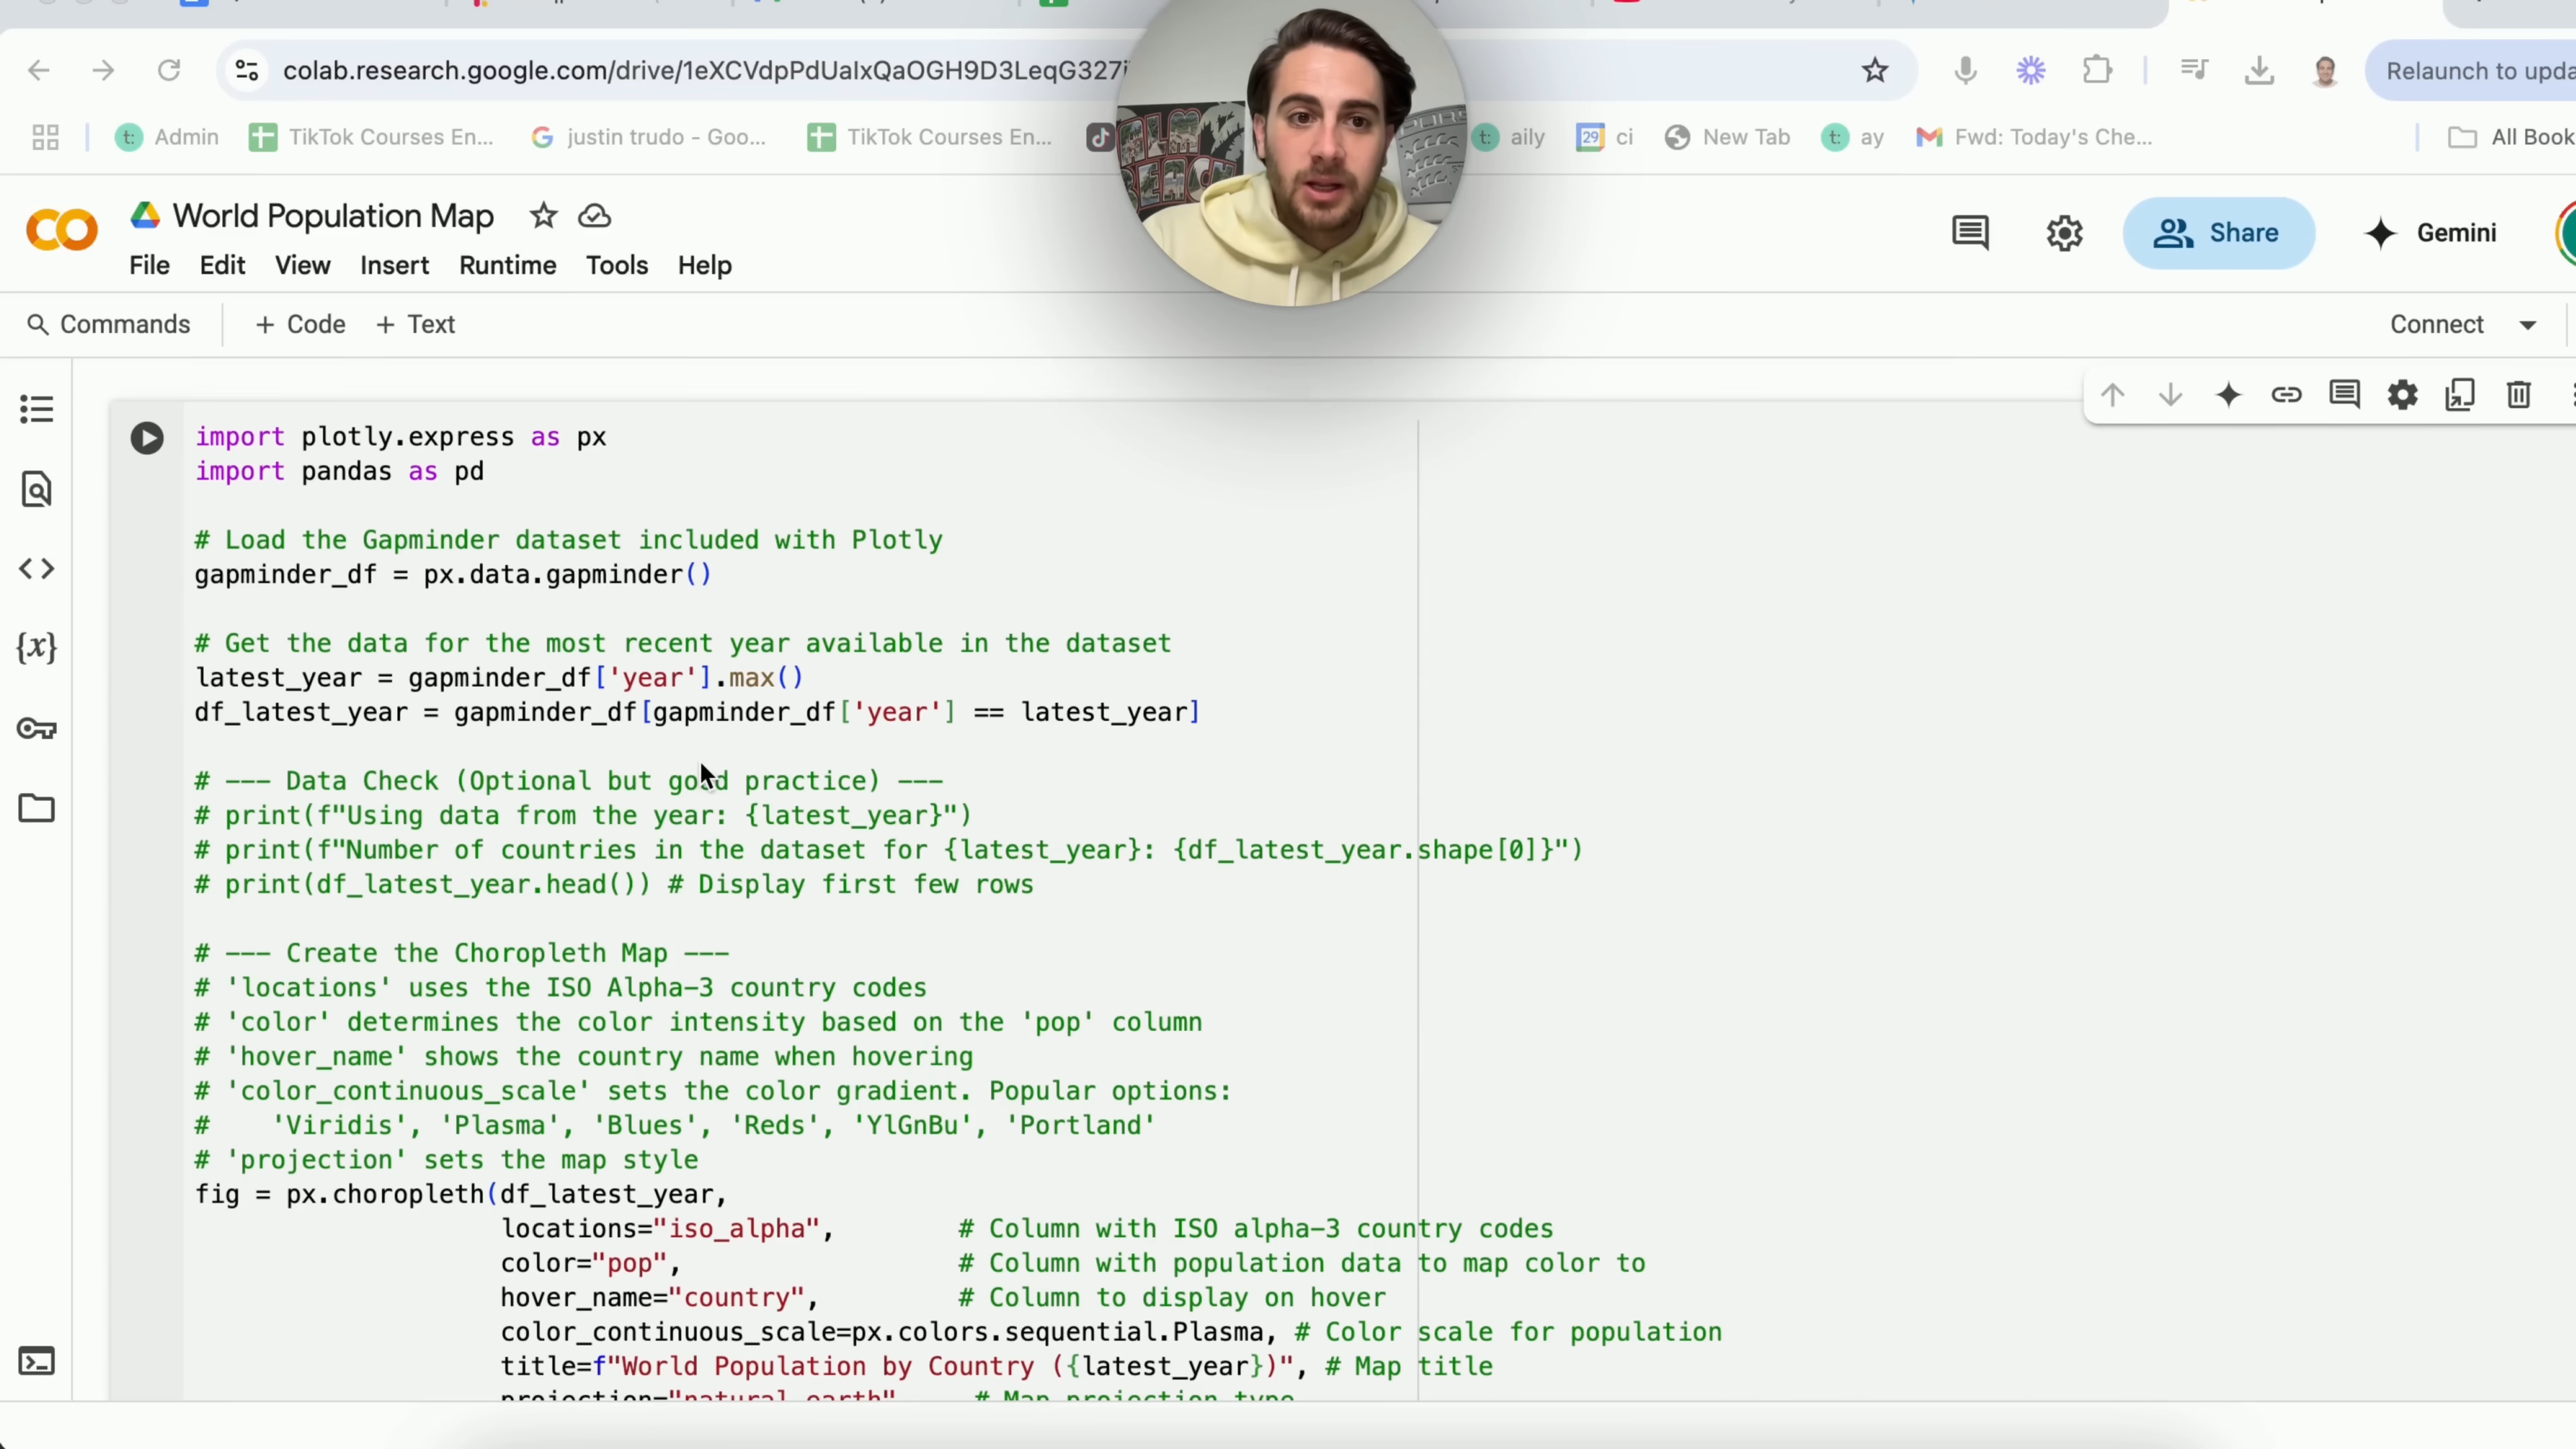 colab.research.google.com/drive/1eXCVdpPdUaIxQaOGH9D3LeqG327
Relaunch to upda
Admin
TikTok Courses En...
justin trudo - Goo...
TikTok Courses En...
aily
29
ci
New Tab
ay
Fwd: Today's Che...
All Book
World Population Map
File Edit View Insert Runtime Tools Help
Share
Gemini
Commands
+ Code + Text
Connect
import plotly.express as px
import pandas as pd
# Load the Gapminder dataset included with Plotly
gapminder_df = px.data.gapminder()
# Get the data for the most recent year available in the dataset
latest_year = gapminder_df['year'].max()
df_latest_year = gapminder_df[gapminder_df['year'] == latest_year]
# --- Data Check (Optional but good practice) ---
# print(f"Using data from the year: {latest_year}")
# print(f"Number of countries in the dataset for {latest_year}: {df_latest_year.shape[0]}")
# print(df_latest_year.head()) # Display first few rows
# --- Create the Choropleth Map ---
# 'locations' uses the ISO Alpha-3 country codes
# 'color' determines the color intensity based on the 'pop' column
# 'hover_name' shows the country name when hovering
# 'color_continuous_scale' sets the color gradient. Popular options:
#    'Viridis', 'Plasma', 'Blues', 'Reds', 'YlGnBu', 'Portland'
# 'projection' sets the map style
fig = px.choropleth(df_latest_year,
locations="iso_alpha",        # Column with ISO alpha-3 country codes
color="pop",                  # Column with population data to map color to
hover_name="country",         # Column to display on hover
color_continuous_scale=px.colors.sequential.Plasma, # Color scale for population
title=f"World Population by Country ({latest_year})", # Map title
projection="natural earth"     # Map projection type